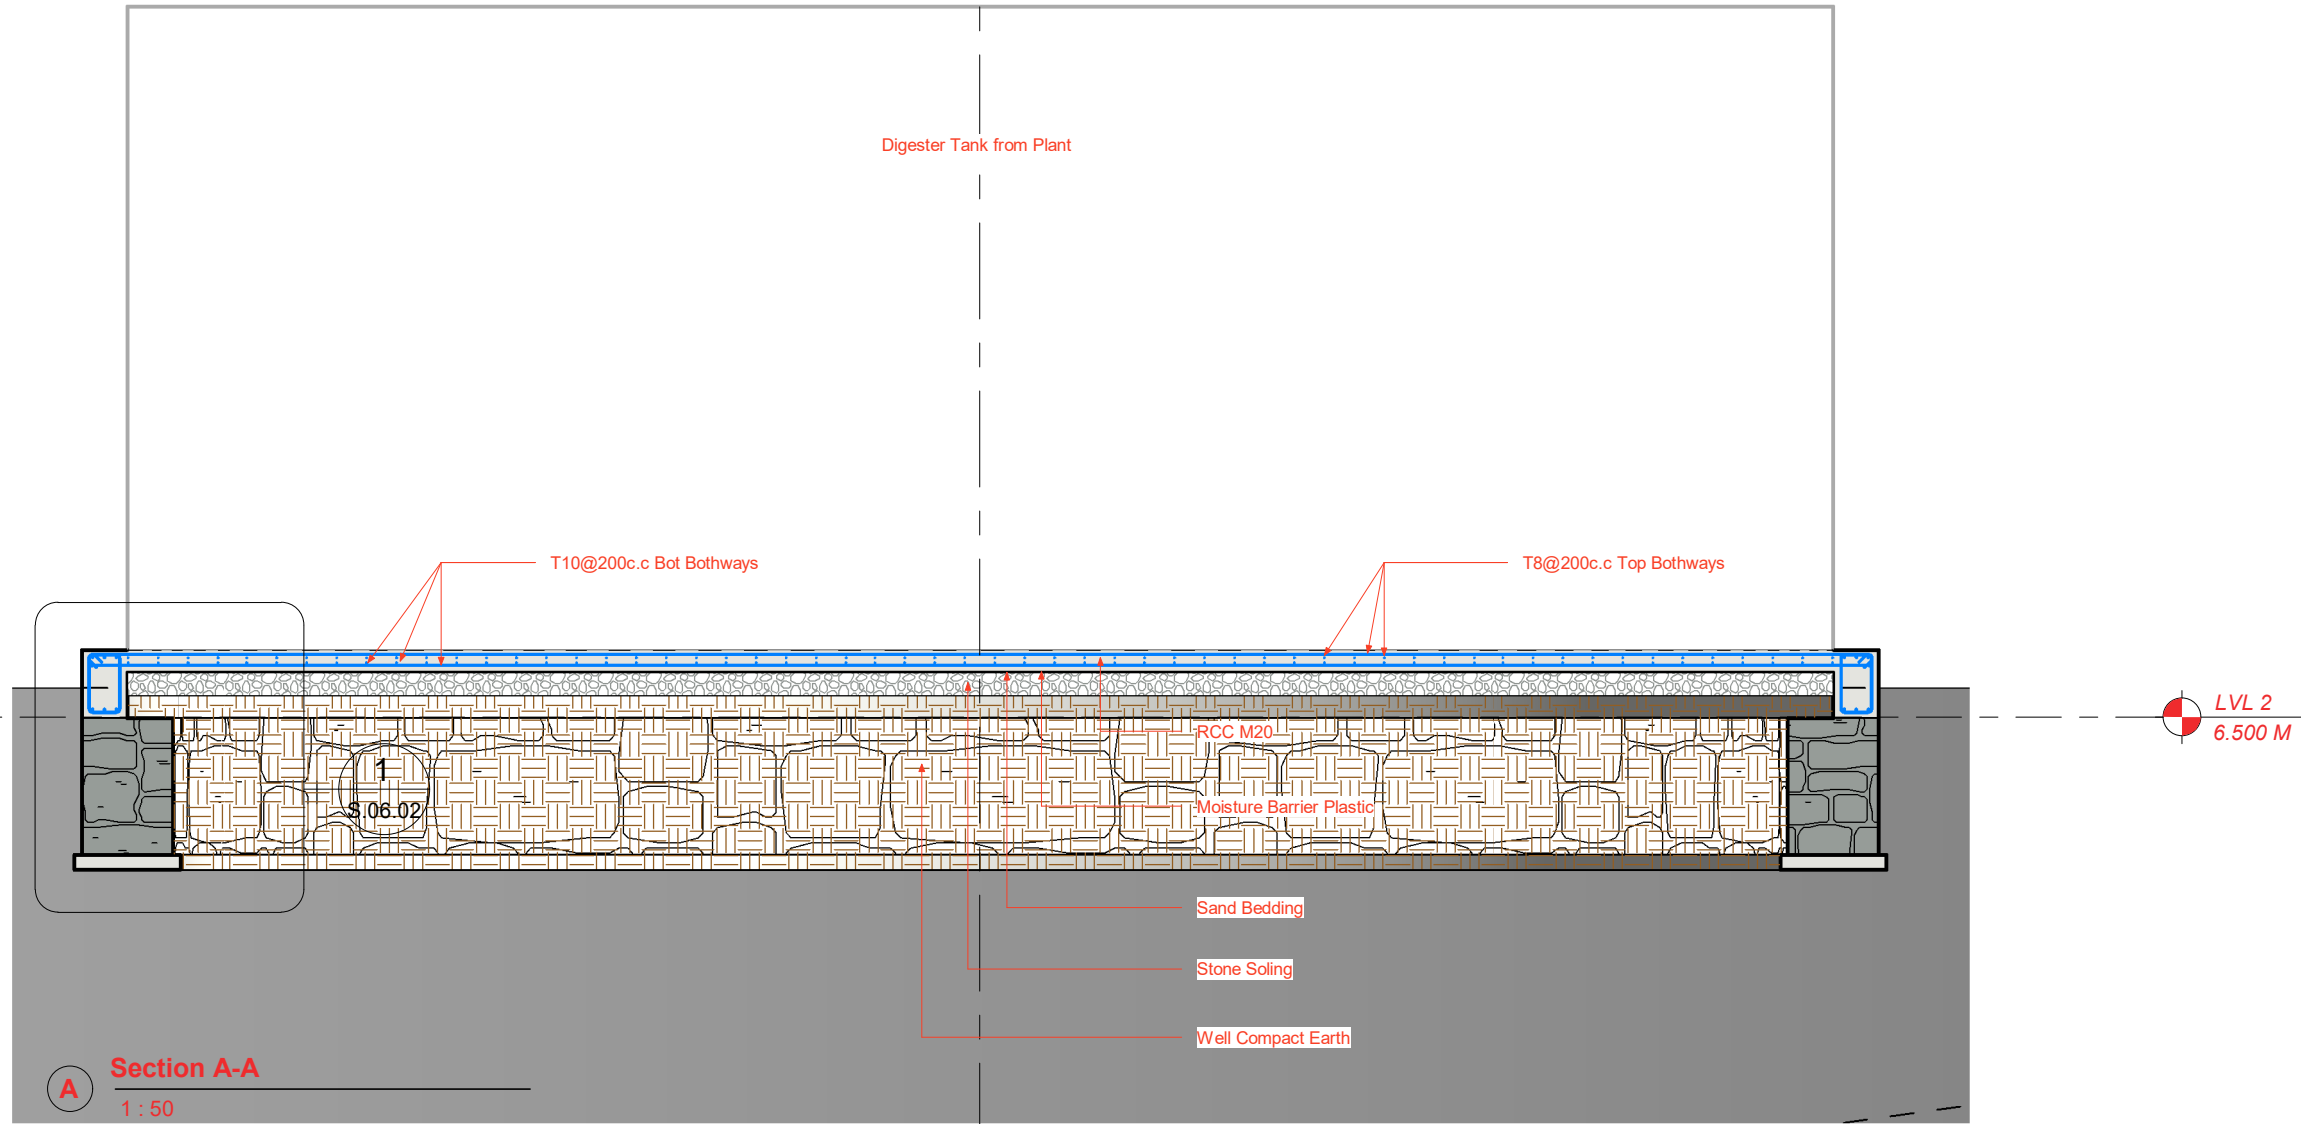 Digester Tank from Plant
T10@200c.c Bot Bothways
T8@200c.c Top Bothways
LVL 2
6.500 M
RCC M20
1
S.06.02
Moisture Barrier Plastic
Sand Bedding
Stone Soling
Well Compact Earth
A
Section A-A
1 : 50